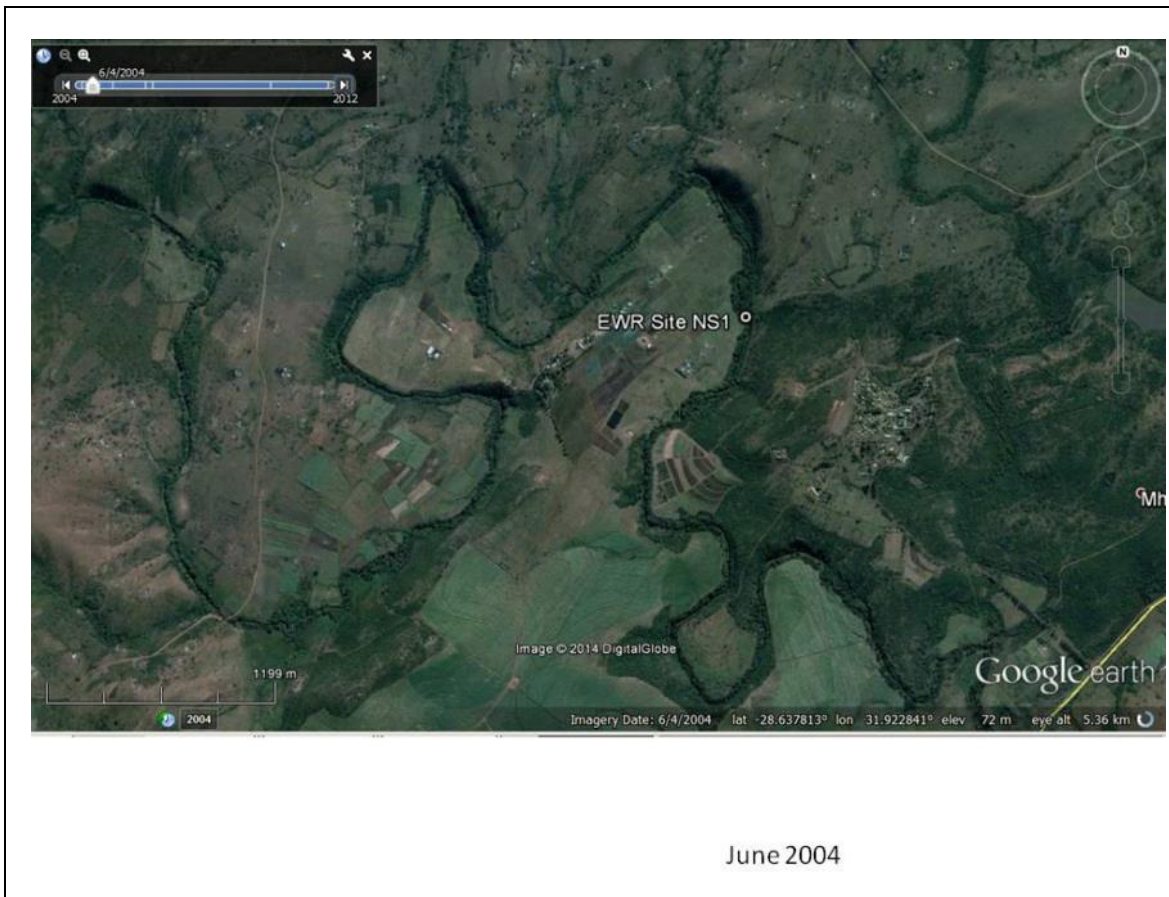 6/4/2004
2004
2012
N
EWR Site NS1
Mh
Image © 2014 DigitalGlobe
Google earth
1199 m
2004
Imagery Date: 6/4/2004 lat -28.637813° lon 31.922841° elev 72 m eye alt 5.36 km
June 2004